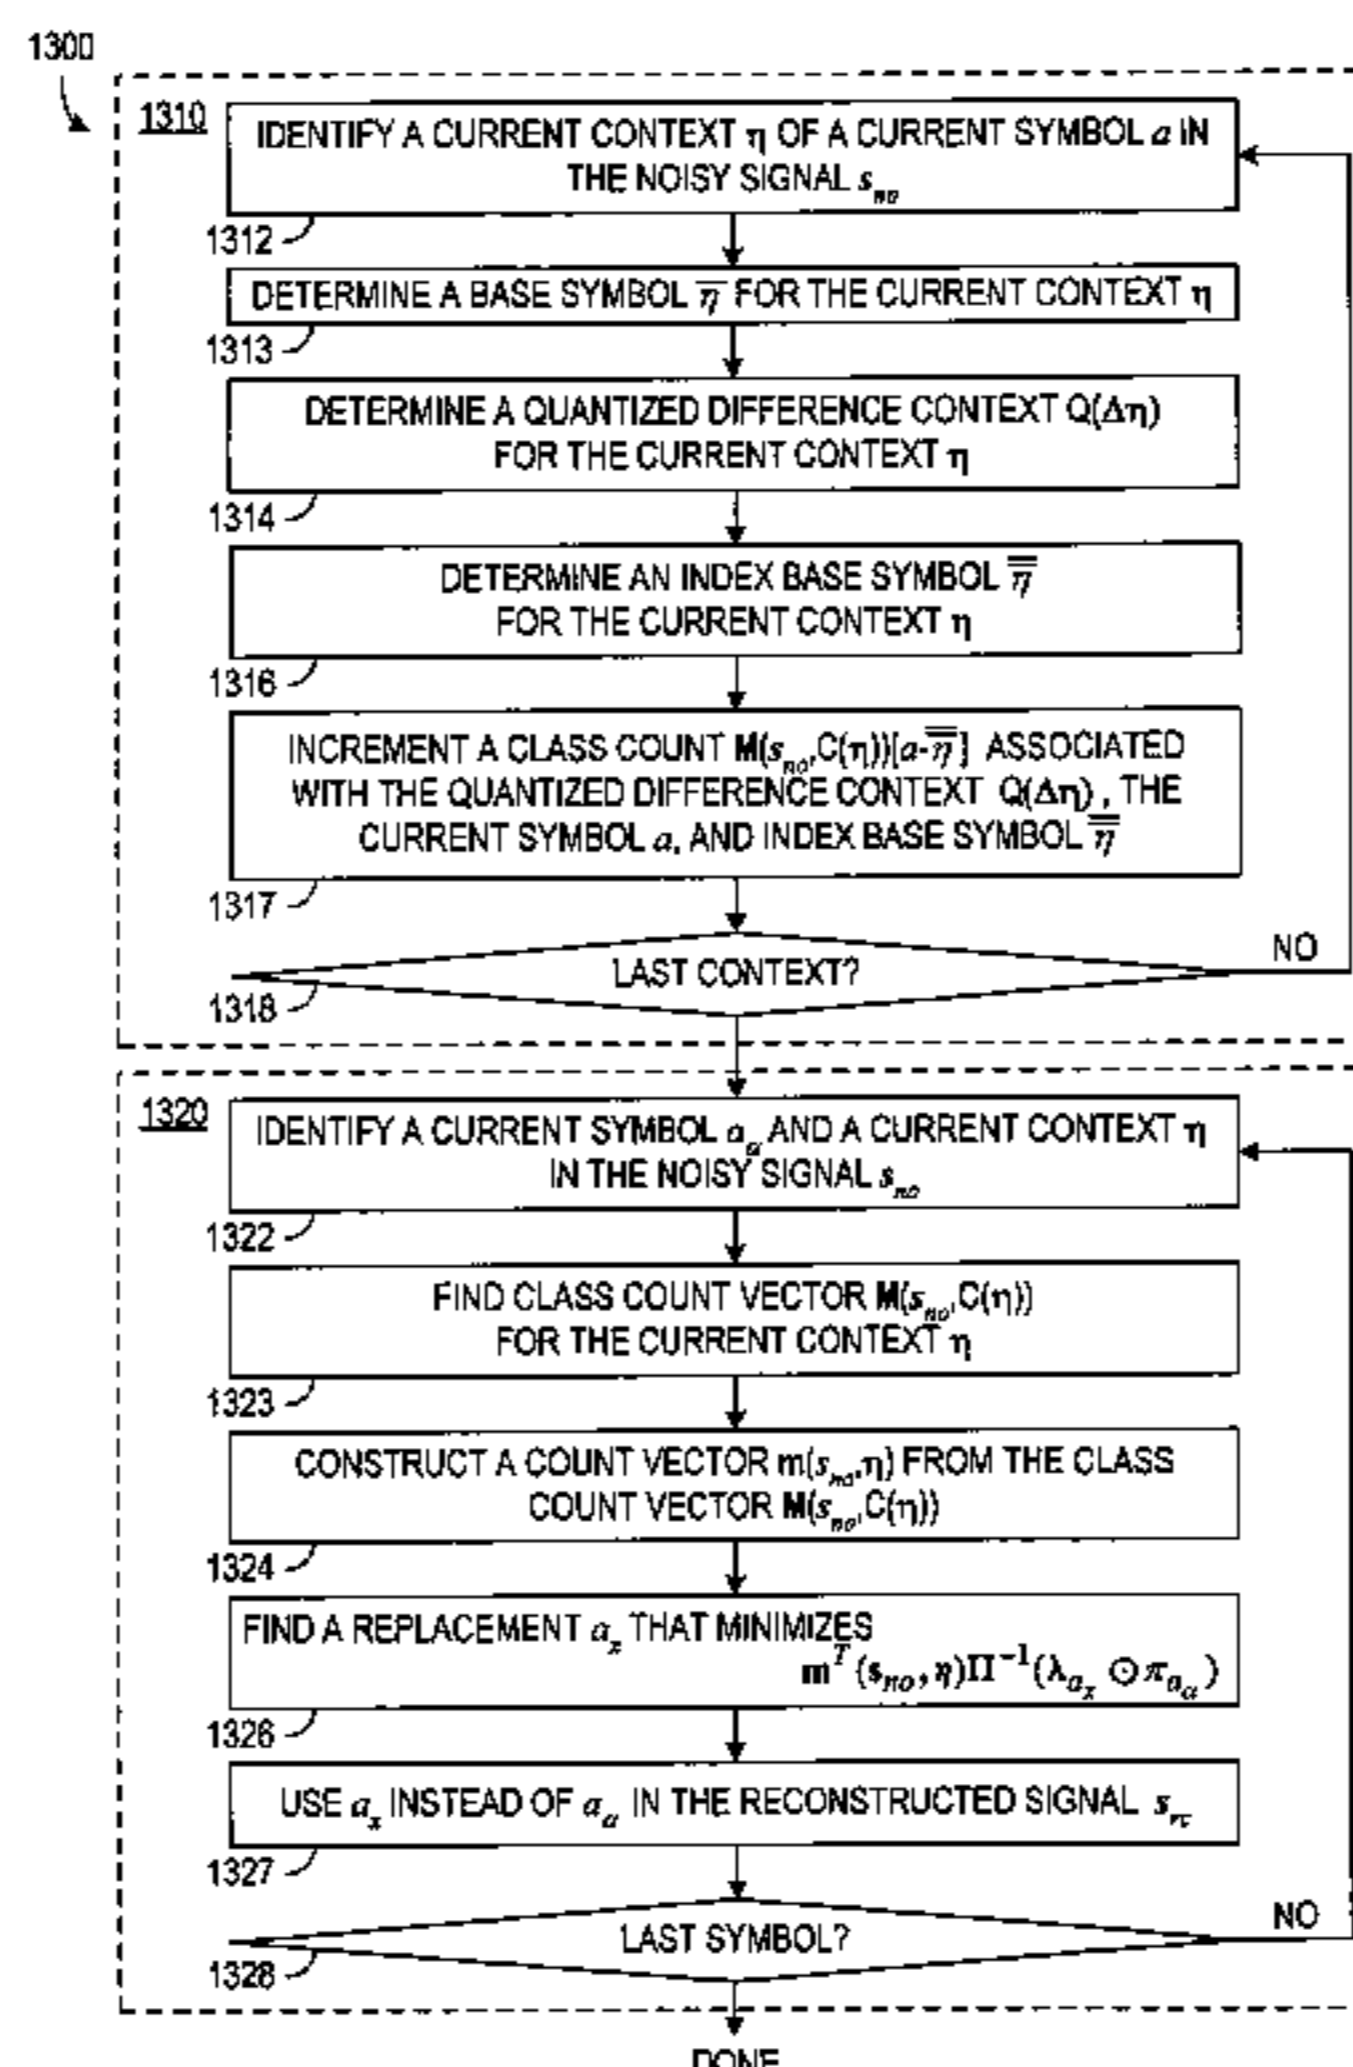 1300
1310
IDENTIFY A CURRENT CONTEXT η OF A CURRENT SYMBOL a IN
THE NOISY SIGNAL s_no
1312
DETERMINE A BASE SYMBOL η̅ FOR THE CURRENT CONTEXT η
1313
DETERMINE A QUANTIZED DIFFERENCE CONTEXT Q(Δη)
FOR THE CURRENT CONTEXT η
1314
DETERMINE AN INDEX BASE SYMBOL η̿
FOR THE CURRENT CONTEXT η
1316
INCREMENT A CLASS COUNT M(s_no,C(η))[a-η̿] ASSOCIATED
WITH THE QUANTIZED DIFFERENCE CONTEXT Q(Δη), THE
CURRENT SYMBOL a, AND INDEX BASE SYMBOL η̿
1317
LAST CONTEXT?
NO
1318
1320
IDENTIFY A CURRENT SYMBOL a_α AND A CURRENT CONTEXT η
IN THE NOISY SIGNAL s_no
1322
FIND CLASS COUNT VECTOR M(s_no,C(η))
FOR THE CURRENT CONTEXT η
1323
CONSTRUCT A COUNT VECTOR m(s_no,η) FROM THE CLASS
COUNT VECTOR M(s_no,C(η))
1324
FIND A REPLACEMENT a_x THAT MINIMIZES
m^T(s_no,η)Π^-1(λ_a_x ⊙ π_a_α)
1326
USE a_x INSTEAD OF a_α IN THE RECONSTRUCTED SIGNAL s_rc
1327
LAST SYMBOL?
NO
1328
DONE